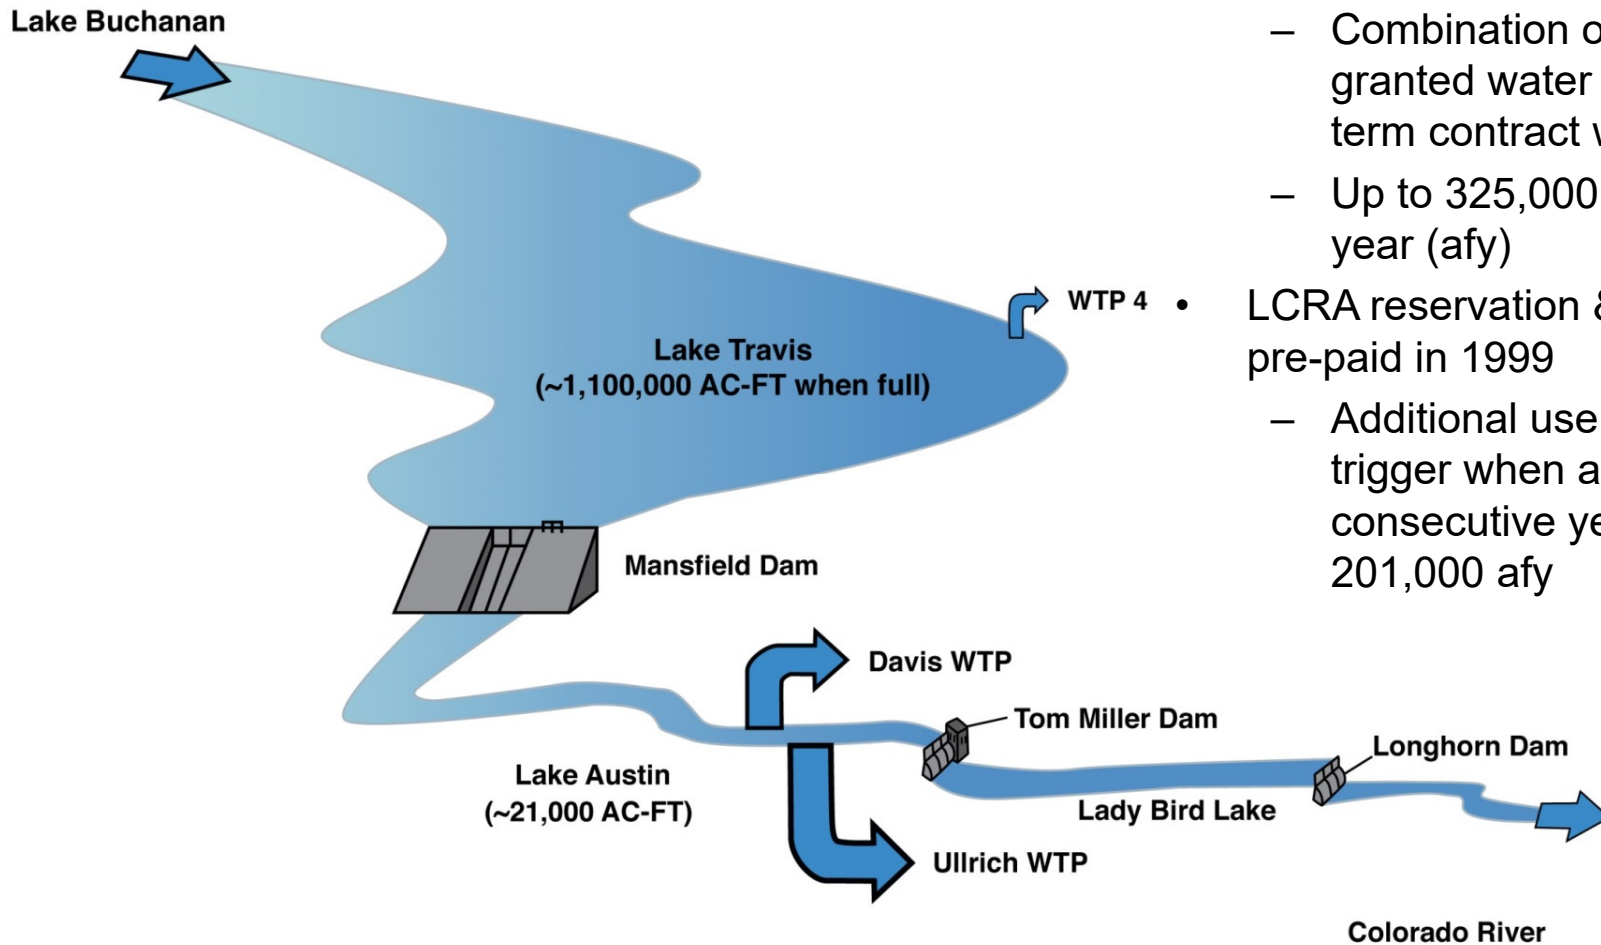 Lake Buchanan
Lake Travis
(~1,100,000 AC-FT when full)
WTP 4
Mansfield Dam
Davis WTP
Tom Miller Dam
Longhorn Dam
Lake Austin
(~21,000 AC-FT)
Lady Bird Lake
Ullrich WTP
Colorado River
– Combination
granted water
term contract
– Up to 325,000
year (afy)
• LCRA reservation &
pre-paid in 1999
– Additional use
trigger when
consecutive
201,000 afy